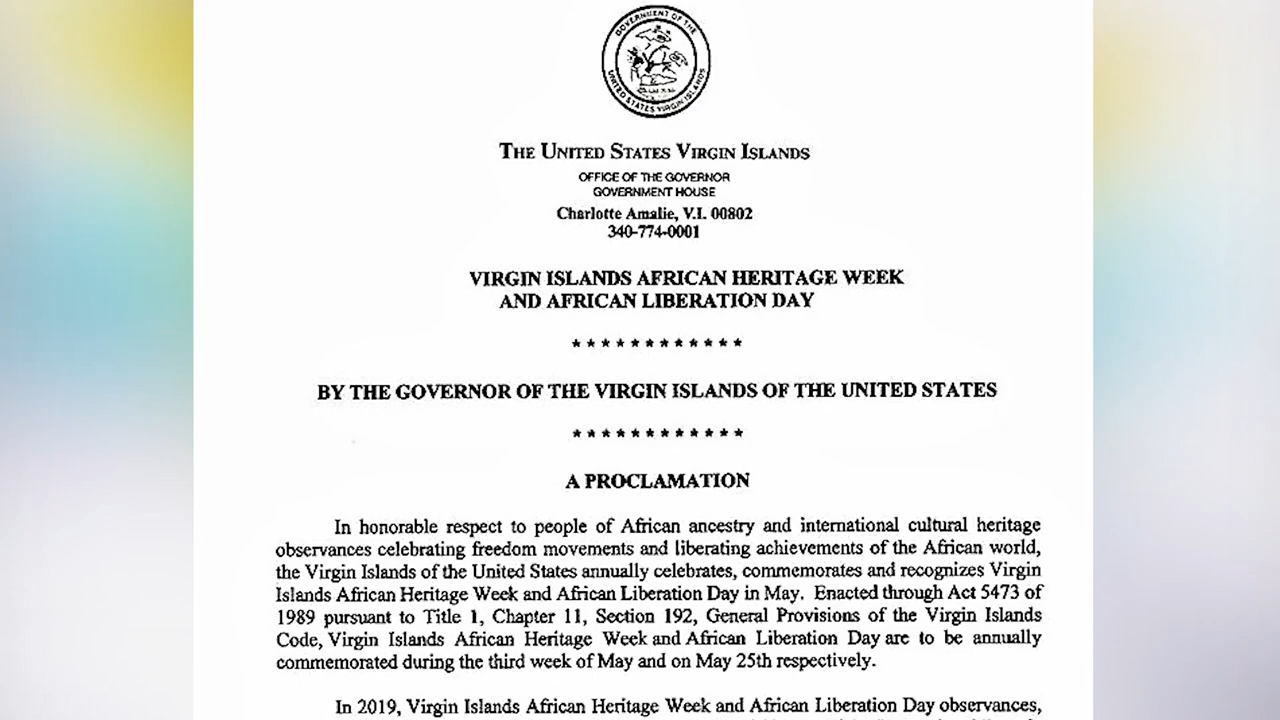 GOVERNMENT OF THE
UNITED STATES VIRGIN ISLANDS
THE UNITED STATES VIRGIN ISLANDS
OFFICE OF THE GOVERNOR
GOVERNMENT HOUSE
Charlotte Amalie, V.I. 00802
340-774-0001
VIRGIN ISLANDS AFRICAN HERITAGE WEEK
AND AFRICAN LIBERATION DAY
* * * * * * * * * * * *
BY THE GOVERNOR OF THE VIRGIN ISLANDS OF THE UNITED STATES
* * * * * * * * * * * *
A PROCLAMATION
In honorable respect to people of African ancestry and international cultural heritage
observances celebrating freedom movements and liberating achievements of the African world,
the Virgin Islands of the United States annually celebrates, commemorates and recognizes Virgin
Islands African Heritage Week and African Liberation Day in May. Enacted through Act 5473 of
1989 pursuant to Title 1, Chapter 11, Section 192, General Provisions of the Virgin Islands
Code, Virgin Islands African Heritage Week and African Liberation Day are to be annually
commemorated during the third week of May and on May 25th respectively.
In 2019, Virgin Islands African Heritage Week and African Liberation Day observances,